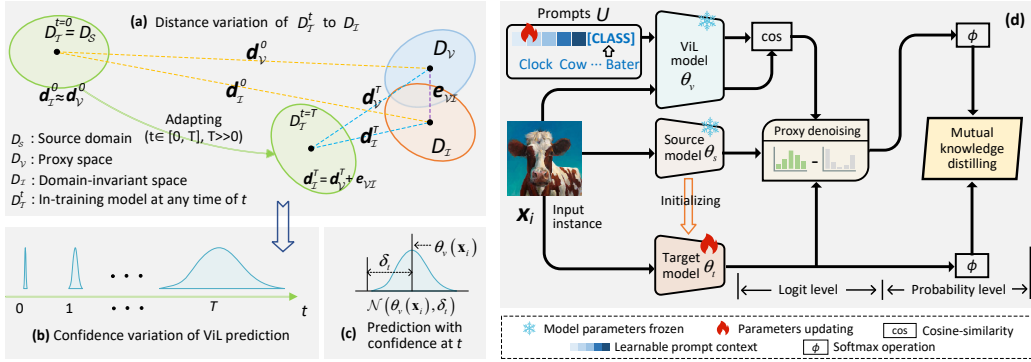 (a) Distance variation of D_T^t to D_I
D_T^{t=0} = D_S
d_I^0 ≈ d_V^0
d_V^0
d_I^0
D_V
d_V^T
e_VI
D_T^{t=T}
d_I^T
D_I
d_I^T = d_V^T + e_VI
Adapting
(t∈ [0, T], T>>0)
D_S : Source domain
D_V : Proxy space
D_I : Domain-invariant space
D_T^t : In-training model at any time of t
0 1 • • • • • • T t
(b) Confidence variation of ViL prediction
θ_v(x_i)
δ_t
N(θ_v(x_i), δ_t)
(c) Prediction with
confidence at t
(d)
Prompts U
[CLASS]
Clock Cow ··· Bater
ViL
model
θ_v
cos
ϕ
Source
model θ_s
Proxy denoising
-
Mutual
knowledge
distilling
Initializing
x_i
Input
instance
Target
model θ_t
ϕ
Logit level
Probability level
Model parameters frozen
Parameters updating
cos Cosine-similarity
Learnable prompt context
ϕ Softmax operation